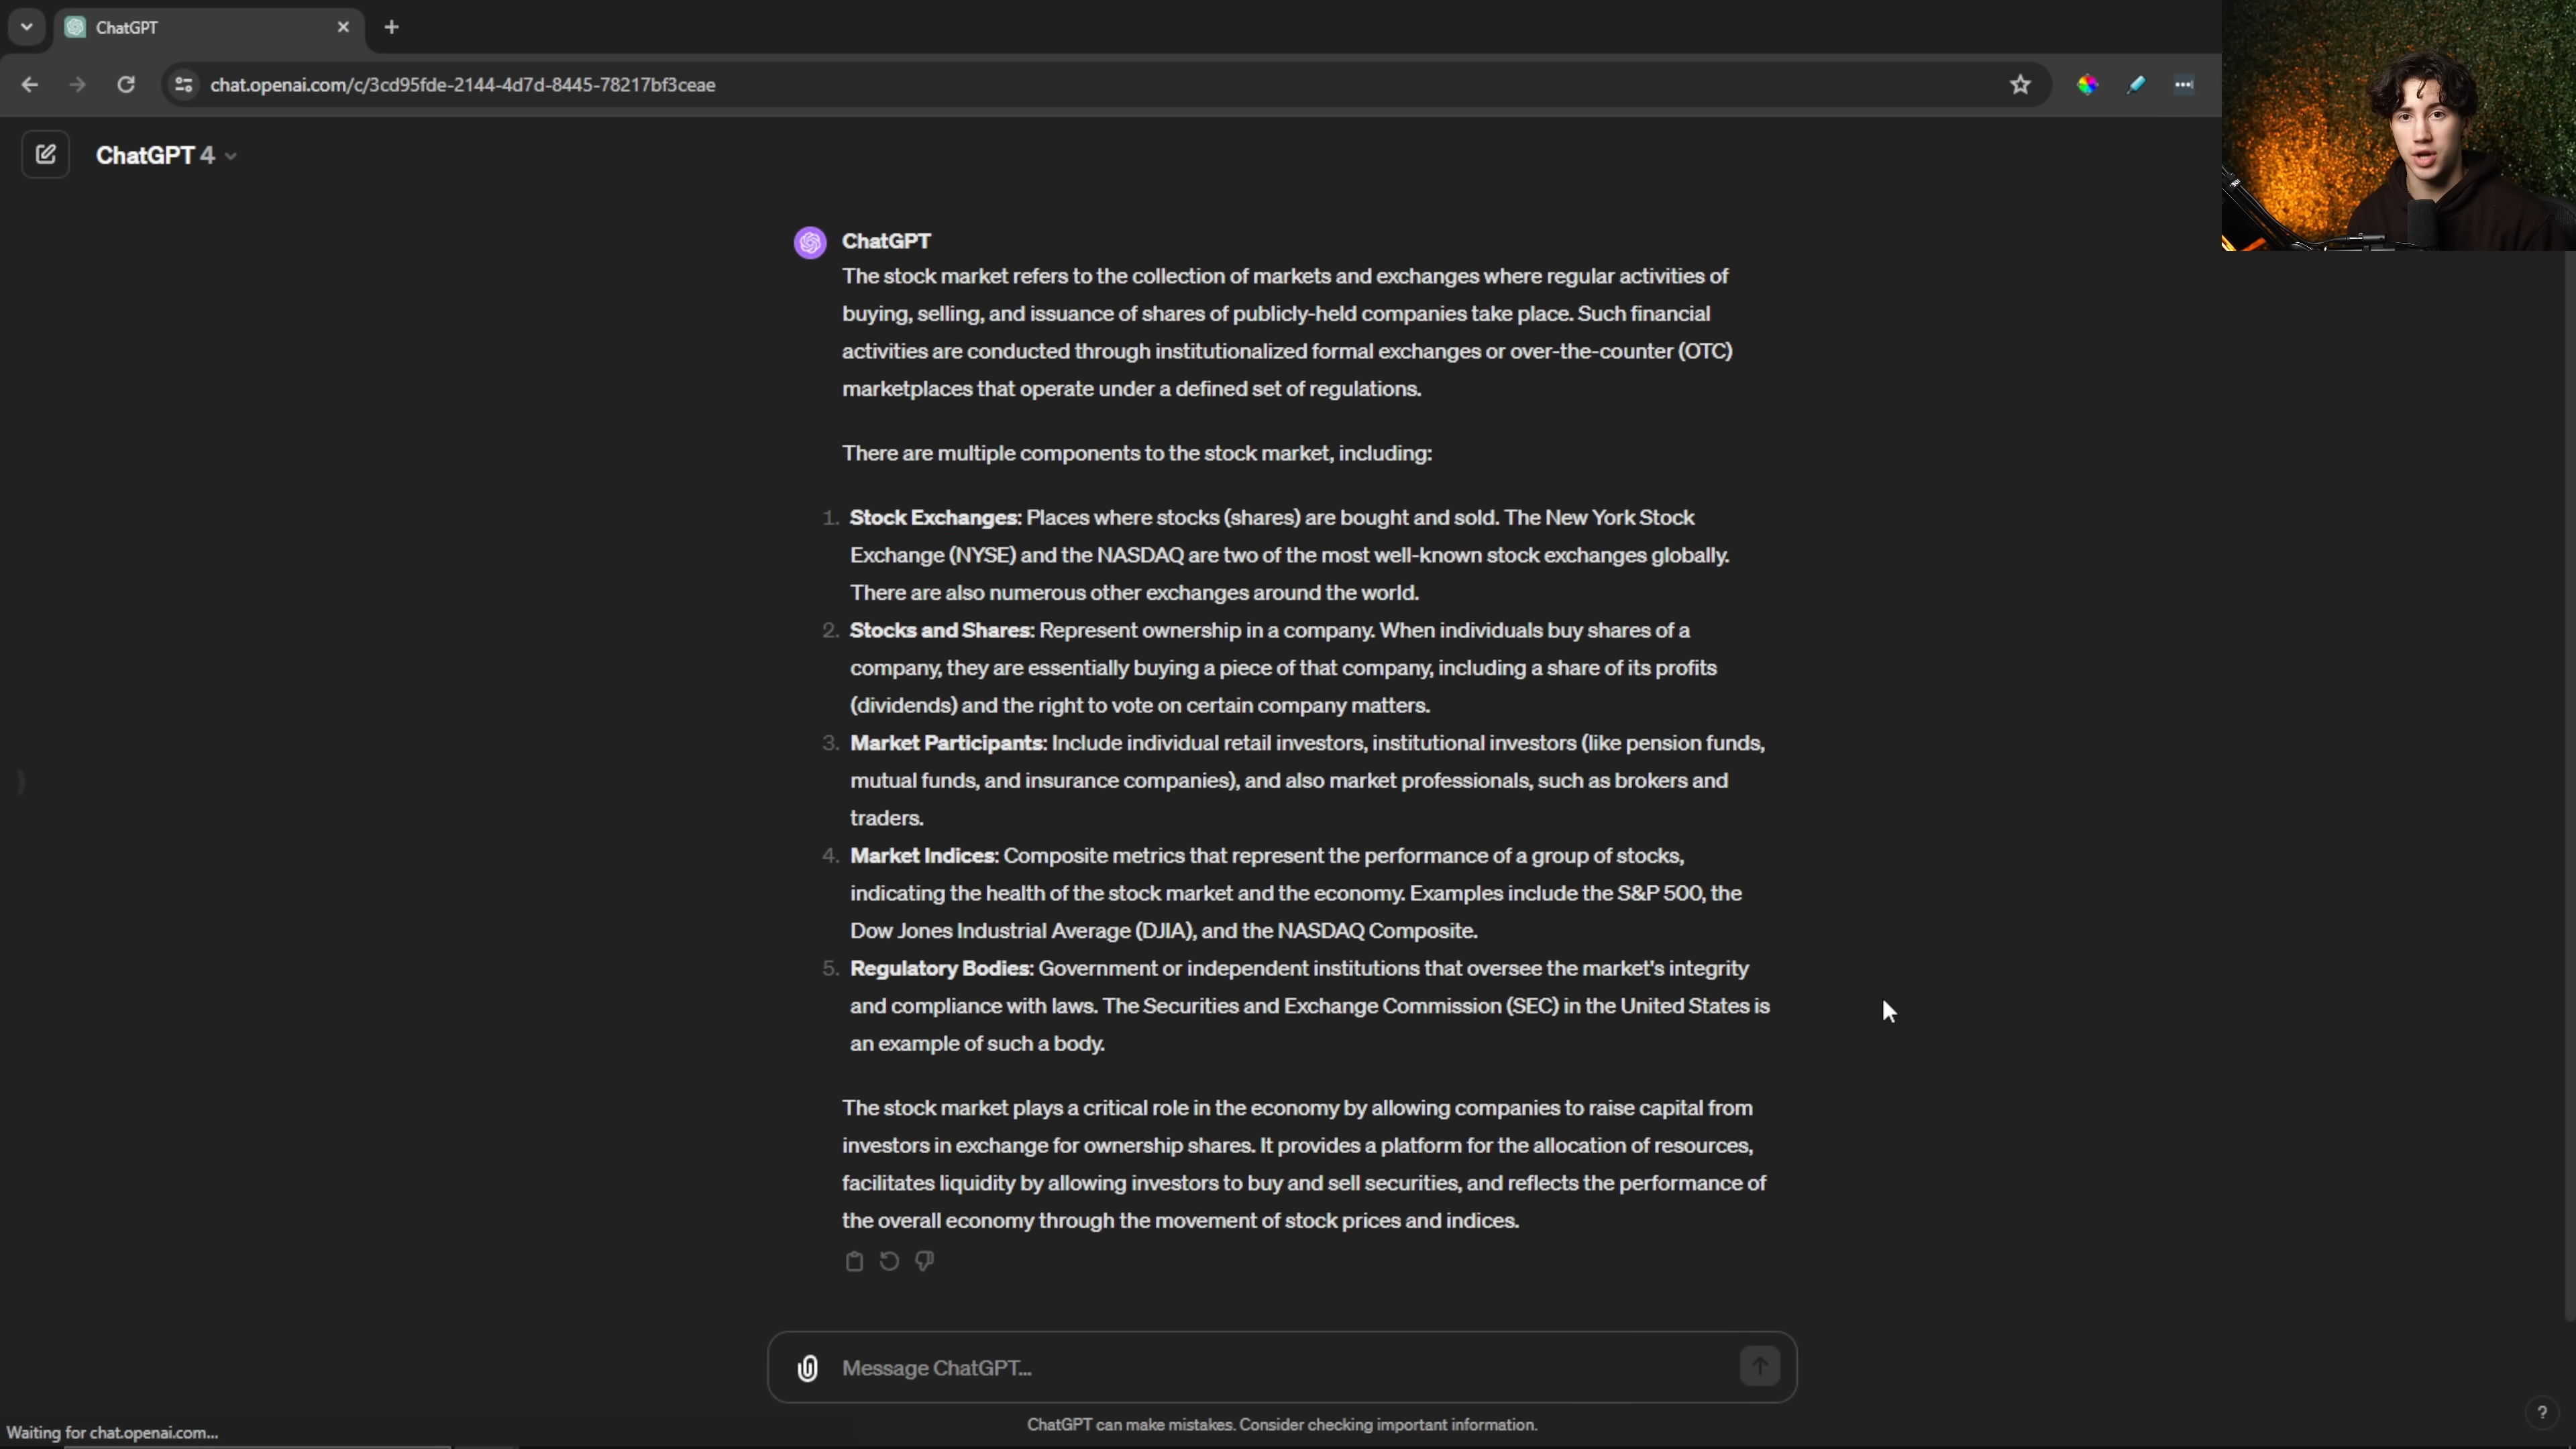 ChatGPT
chat.openai.com/c/3cd95fde-2144-4d7d-8445-78217bf3ceae
ChatGPT 4
ChatGPT
The stock market refers to the collection of markets and exchanges where regular activities of
buying, selling, and issuance of shares of publicly-held companies take place. Such financial
activities are conducted through institutionalized formal exchanges or over-the-counter (OTC)
marketplaces that operate under a defined set of regulations.
There are multiple components to the stock market, including:
1. Stock Exchanges: Places where stocks (shares) are bought and sold. The New York Stock
Exchange (NYSE) and the NASDAQ are two of the most well-known stock exchanges globally.
There are also numerous other exchanges around the world.
2. Stocks and Shares: Represent ownership in a company. When individuals buy shares of a
company, they are essentially buying a piece of that company, including a share of its profits
(dividends) and the right to vote on certain company matters.
3. Market Participants: Include individual retail investors, institutional investors (like pension funds,
mutual funds, and insurance companies), and also market professionals, such as brokers and
traders.
4. Market Indices: Composite metrics that represent the performance of a group of stocks,
indicating the health of the stock market and the economy. Examples include the S&P 500, the
Dow Jones Industrial Average (DJIA), and the NASDAQ Composite.
5. Regulatory Bodies: Government or independent institutions that oversee the market's integrity
and compliance with laws. The Securities and Exchange Commission (SEC) in the United States is
an example of such a body.
The stock market plays a critical role in the economy by allowing companies to raise capital from
investors in exchange for ownership shares. It provides a platform for the allocation of resources,
facilitates liquidity by allowing investors to buy and sell securities, and reflects the performance of
the overall economy through the movement of stock prices and indices.
Message ChatGPT...
ChatGPT can make mistakes. Consider checking important information.
?
Waiting for chat.openai.com...